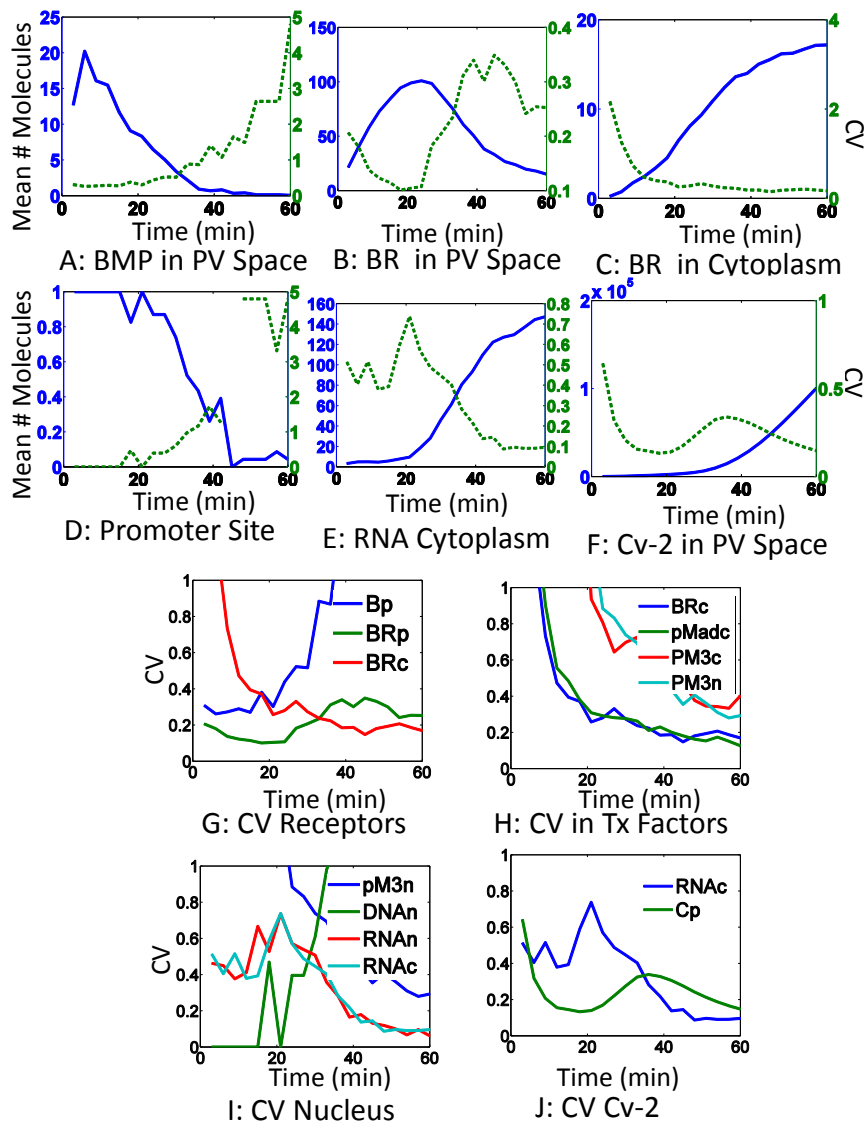 Mean # Molecules
25
20
15
10
5
0
5
4
3
2
1
0
0 20 40 60
Time (min)
A: BMP in PV Space
150
100
50
0
0.4
0.3
0.2
0.1
0 20 40 60
Time (min)
B: BR in PV Space
20
10
0
4
2
0
CV
0 20 40 60
Time (min)
C: BR in Cytoplasm
Mean # Molecules
1
0.8
0.6
0.4
0.2
0
5
4
3
2
1
0
0 20 40 60
Time (min)
D: Promoter Site
160
140
120
100
80
60
40
20
0
0.8
0.7
0.6
0.5
0.4
0.3
0.2
0.1
0
0 20 40 60
Time (min)
E: RNA Cytoplasm
2 × 10 5
1
0
1
0.5
0
CV
0 20 40 60
Time (min)
F: Cv-2 in PV Space
CV
1
0.8
0.6
0.4
0.2
0
Bp
BRp
BRc
0 20 40 60
Time (min)
G: CV Receptors
1
0.8
0.6
0.4
0.2
0
BRc
pMadc
PM3c
PM3n
0 20 40 60
Time (min)
H: CV in Tx Factors
CV
1
0.8
0.6
0.4
0.2
0
pM3n
DNAn
RNAn
RNAc
0 20 40 60
Time (min)
I: CV Nucleus
1
0.8
0.6
0.4
0.2
0
RNAc
Cp
0 20 40 60
Time (min)
J: CV Cv-2